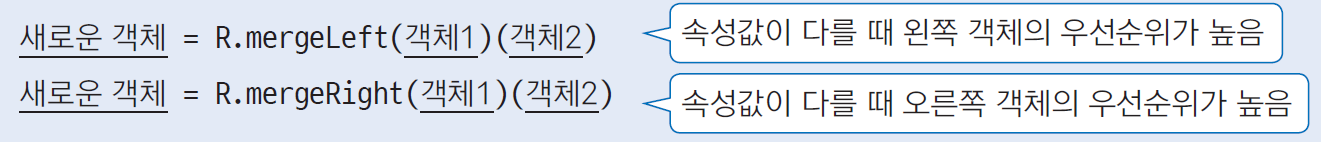 새로운 객체 = R.mergeLeft(객체1)(객체2)
속성값이 다를 때 왼쪽 객체의 우선순위가 높음
새로운 객체 = R.mergeRight(객체1)(객체2)
속성값이 다를 때 오른쪽 객체의 우선순위가 높음